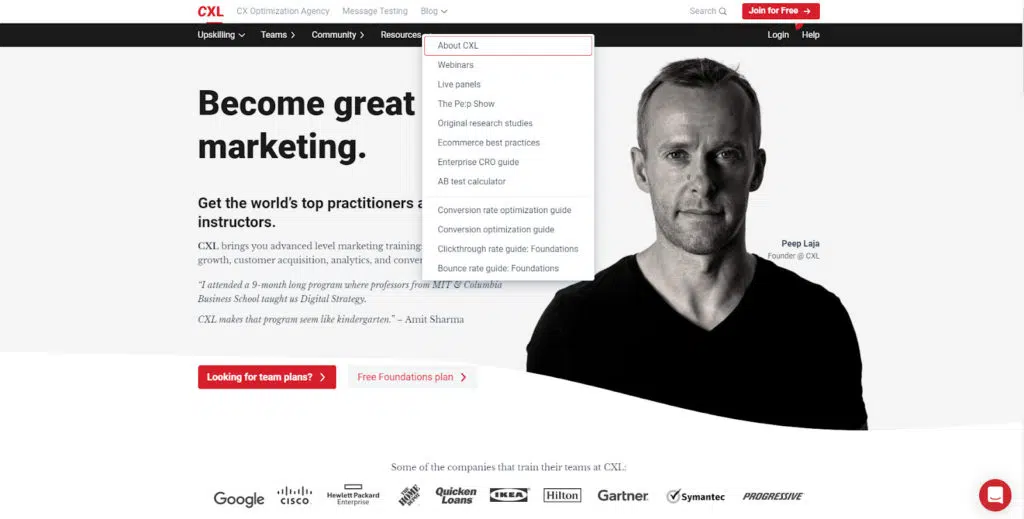 CXL CX Optimization Agency Message Testing Blog Search Join for Free
Upskilling Teams Community Resources Login Help
About CXL
Webinars
Live panels
The Pe:p Show
Original research studies
Ecommerce best practices
Enterprise CRO guide
AB test calculator
Conversion rate optimization guide
Conversion optimization guide
Clickthrough rate guide: Foundations
Bounce rate guide: Foundations
Become great
marketing.
Get the world's top practitioners
instructors.
CXL brings you advanced level marketing training
growth, customer acquisition, analytics, and
“I attended a 9-month long program where professors from MIT & Columbia
Business School taught us Digital Strategy.
CXL makes that program seem like kindergarten.” – Amit Sharma
Peep Laja
Founder @ CXL
Looking for team plans? Free Foundations plan
Some of the companies that train their teams at CXL:
Google CISCO Hewlett Packard Enterprise THE HOME DEPOT Quicken Loans IKEA Hilton Gartner Symantec PROGRESSIVE